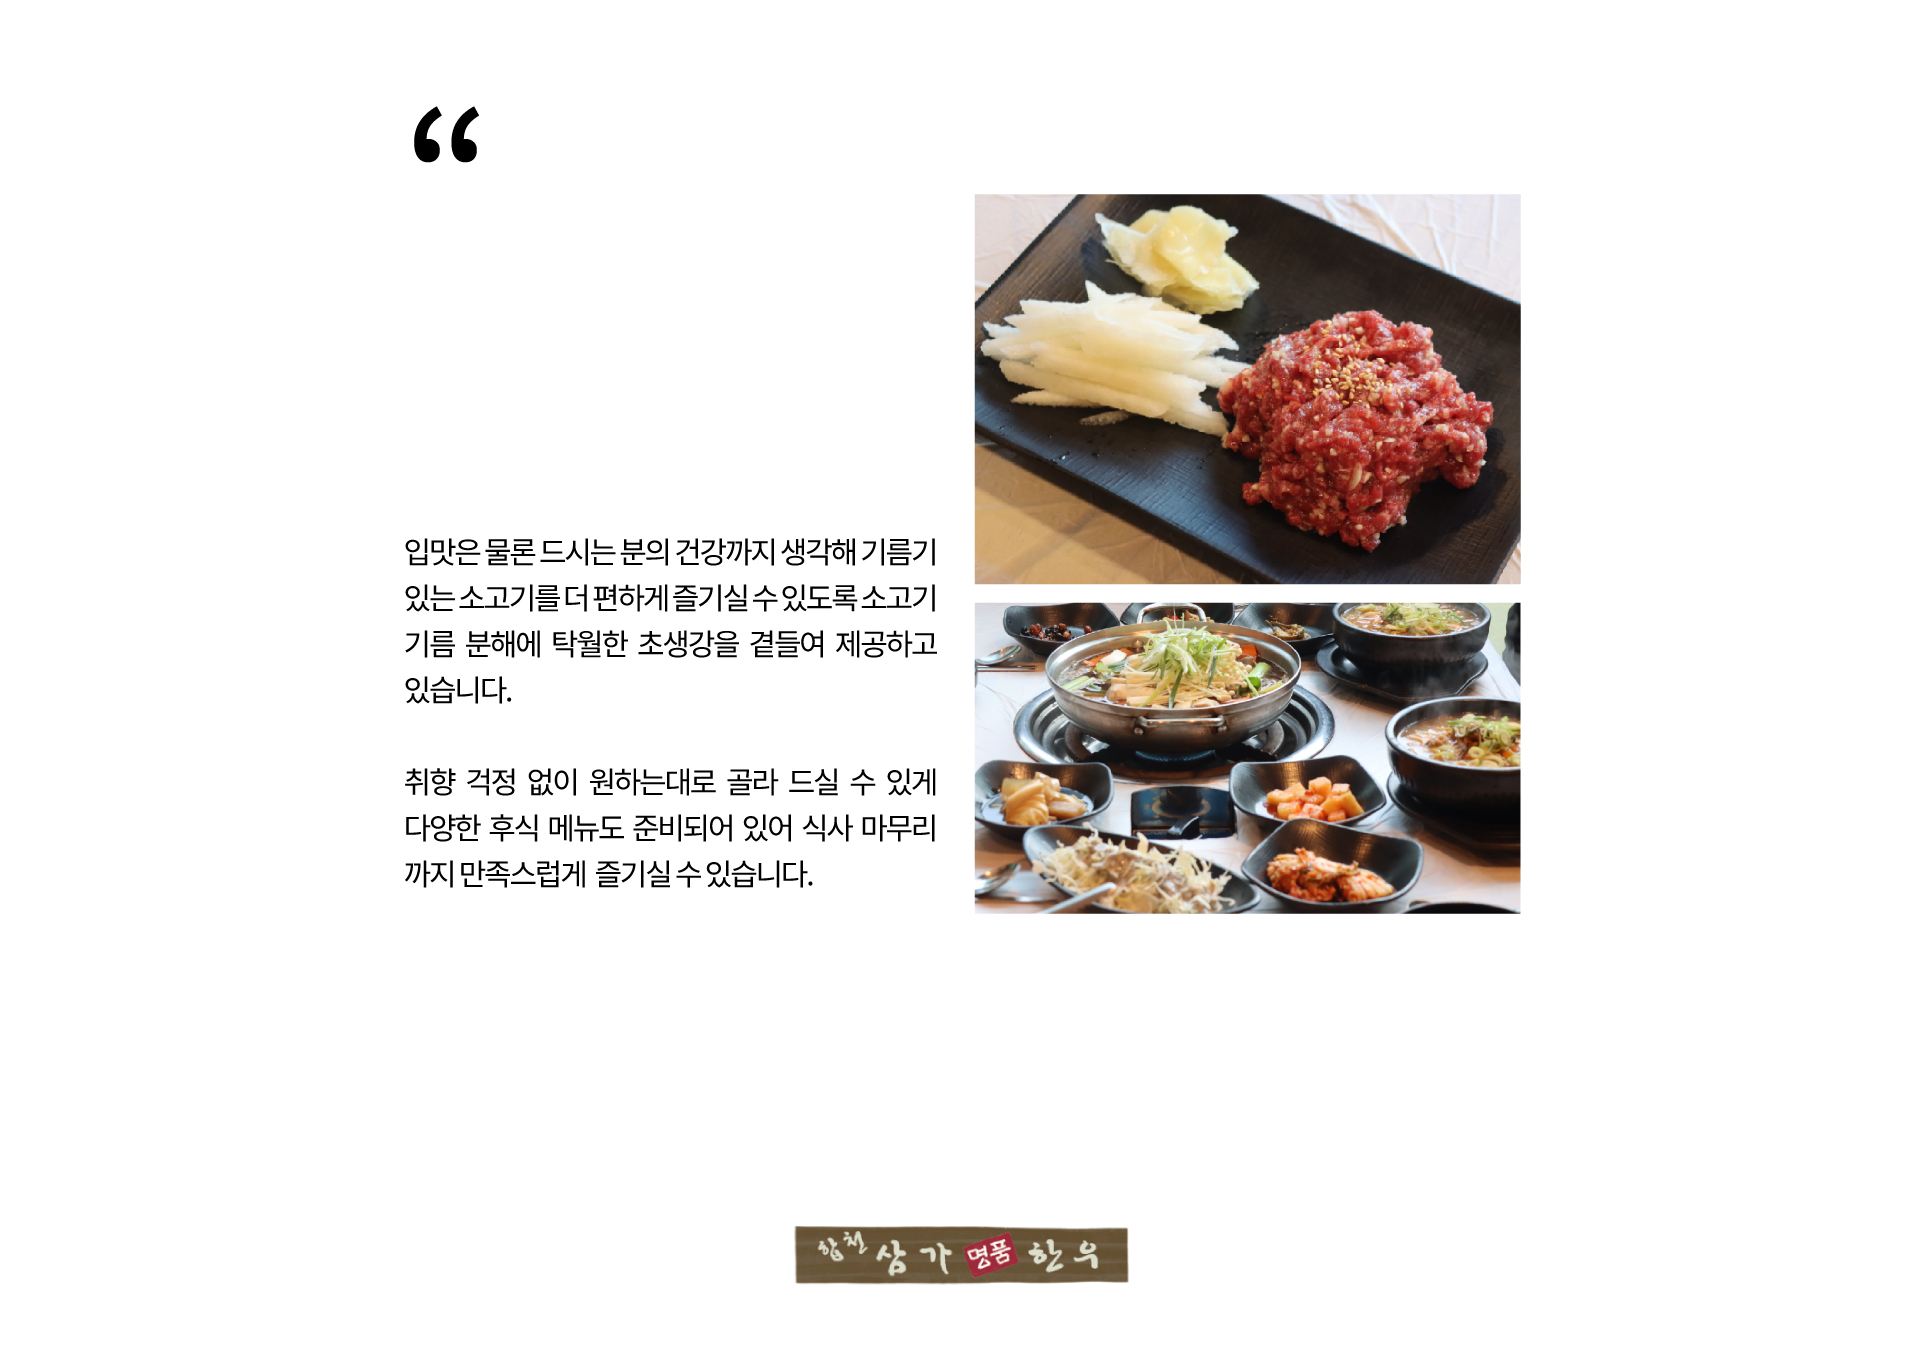 “
입맛은 물론 드시는 분의 건강까지 생각해 기름기
있는 소고기를 더 편하게 즐기실 수 있도록 소고기
기름 분해에 탁월한 초생강을 곁들여 제공하고
있습니다.
취향 걱정 없이 원하는대로 골라 드실 수 있게
다양한 후식 메뉴도 준비되어 있어 식사 마무리
까지 만족스럽게 즐기실 수 있습니다.
합천 삼가 명품 한우